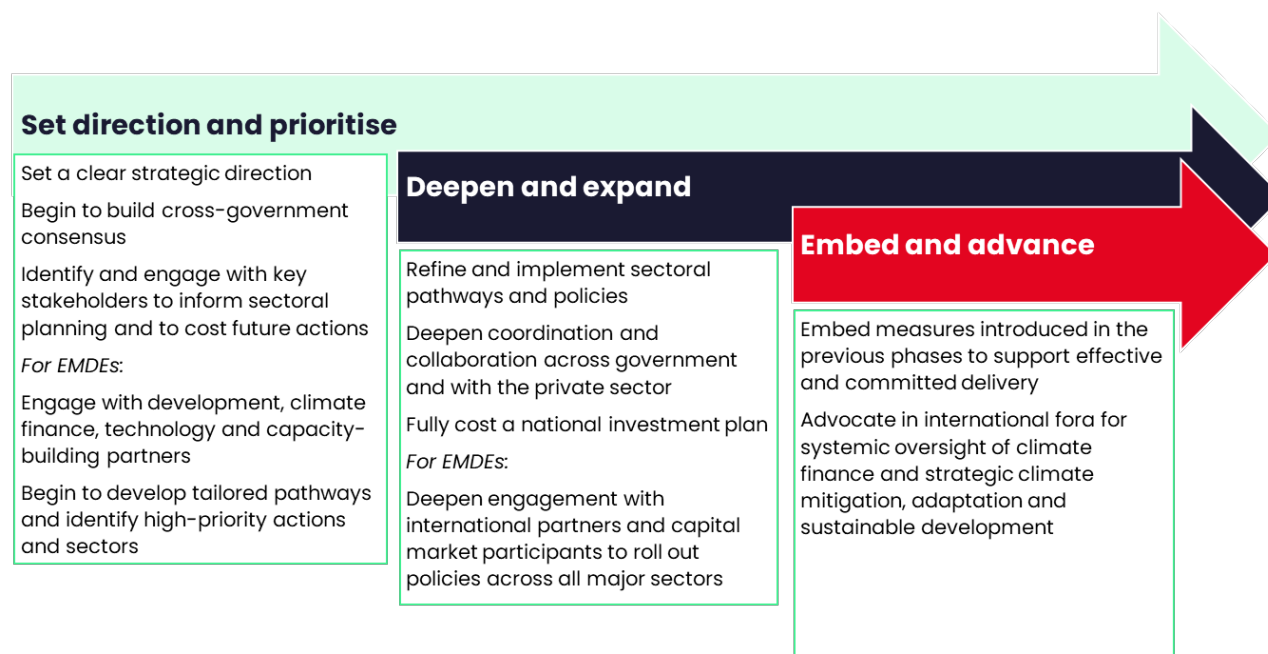 Set direction and prioritise
Set a clear strategic direction
Begin to build cross-government
consensus
Identify and engage with key
stakeholders to inform sectoral
planning and to cost future actions
For EMDEs:
Engage with development, climate
finance, technology and capacity-
building partners
Begin to develop tailored pathways
and identify high-priority actions
and sectors
Deepen and expand
Refine and implement sectoral
pathways and policies
Deepen coordination and
collaboration across government
and with the private sector
Fully cost a national investment plan
For EMDEs:
Deepen engagement with
international partners and capital
market participants to roll out
policies across all major sectors
Embed and advance
Embed measures introduced in the
previous phases to support effective
and committed delivery
Advocate in international fora for
systemic oversight of climate
finance and strategic climate
mitigation, adaptation and
sustainable development